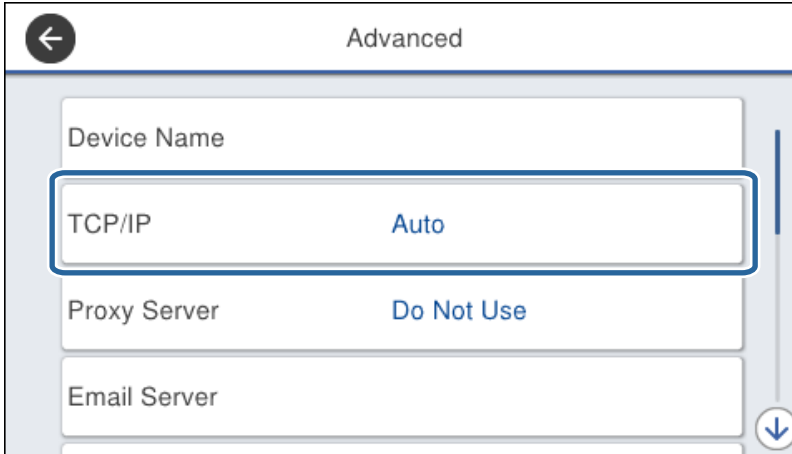 Advanced
Device Name
TCP/IP Auto
Proxy Server Do Not Use
Email Server